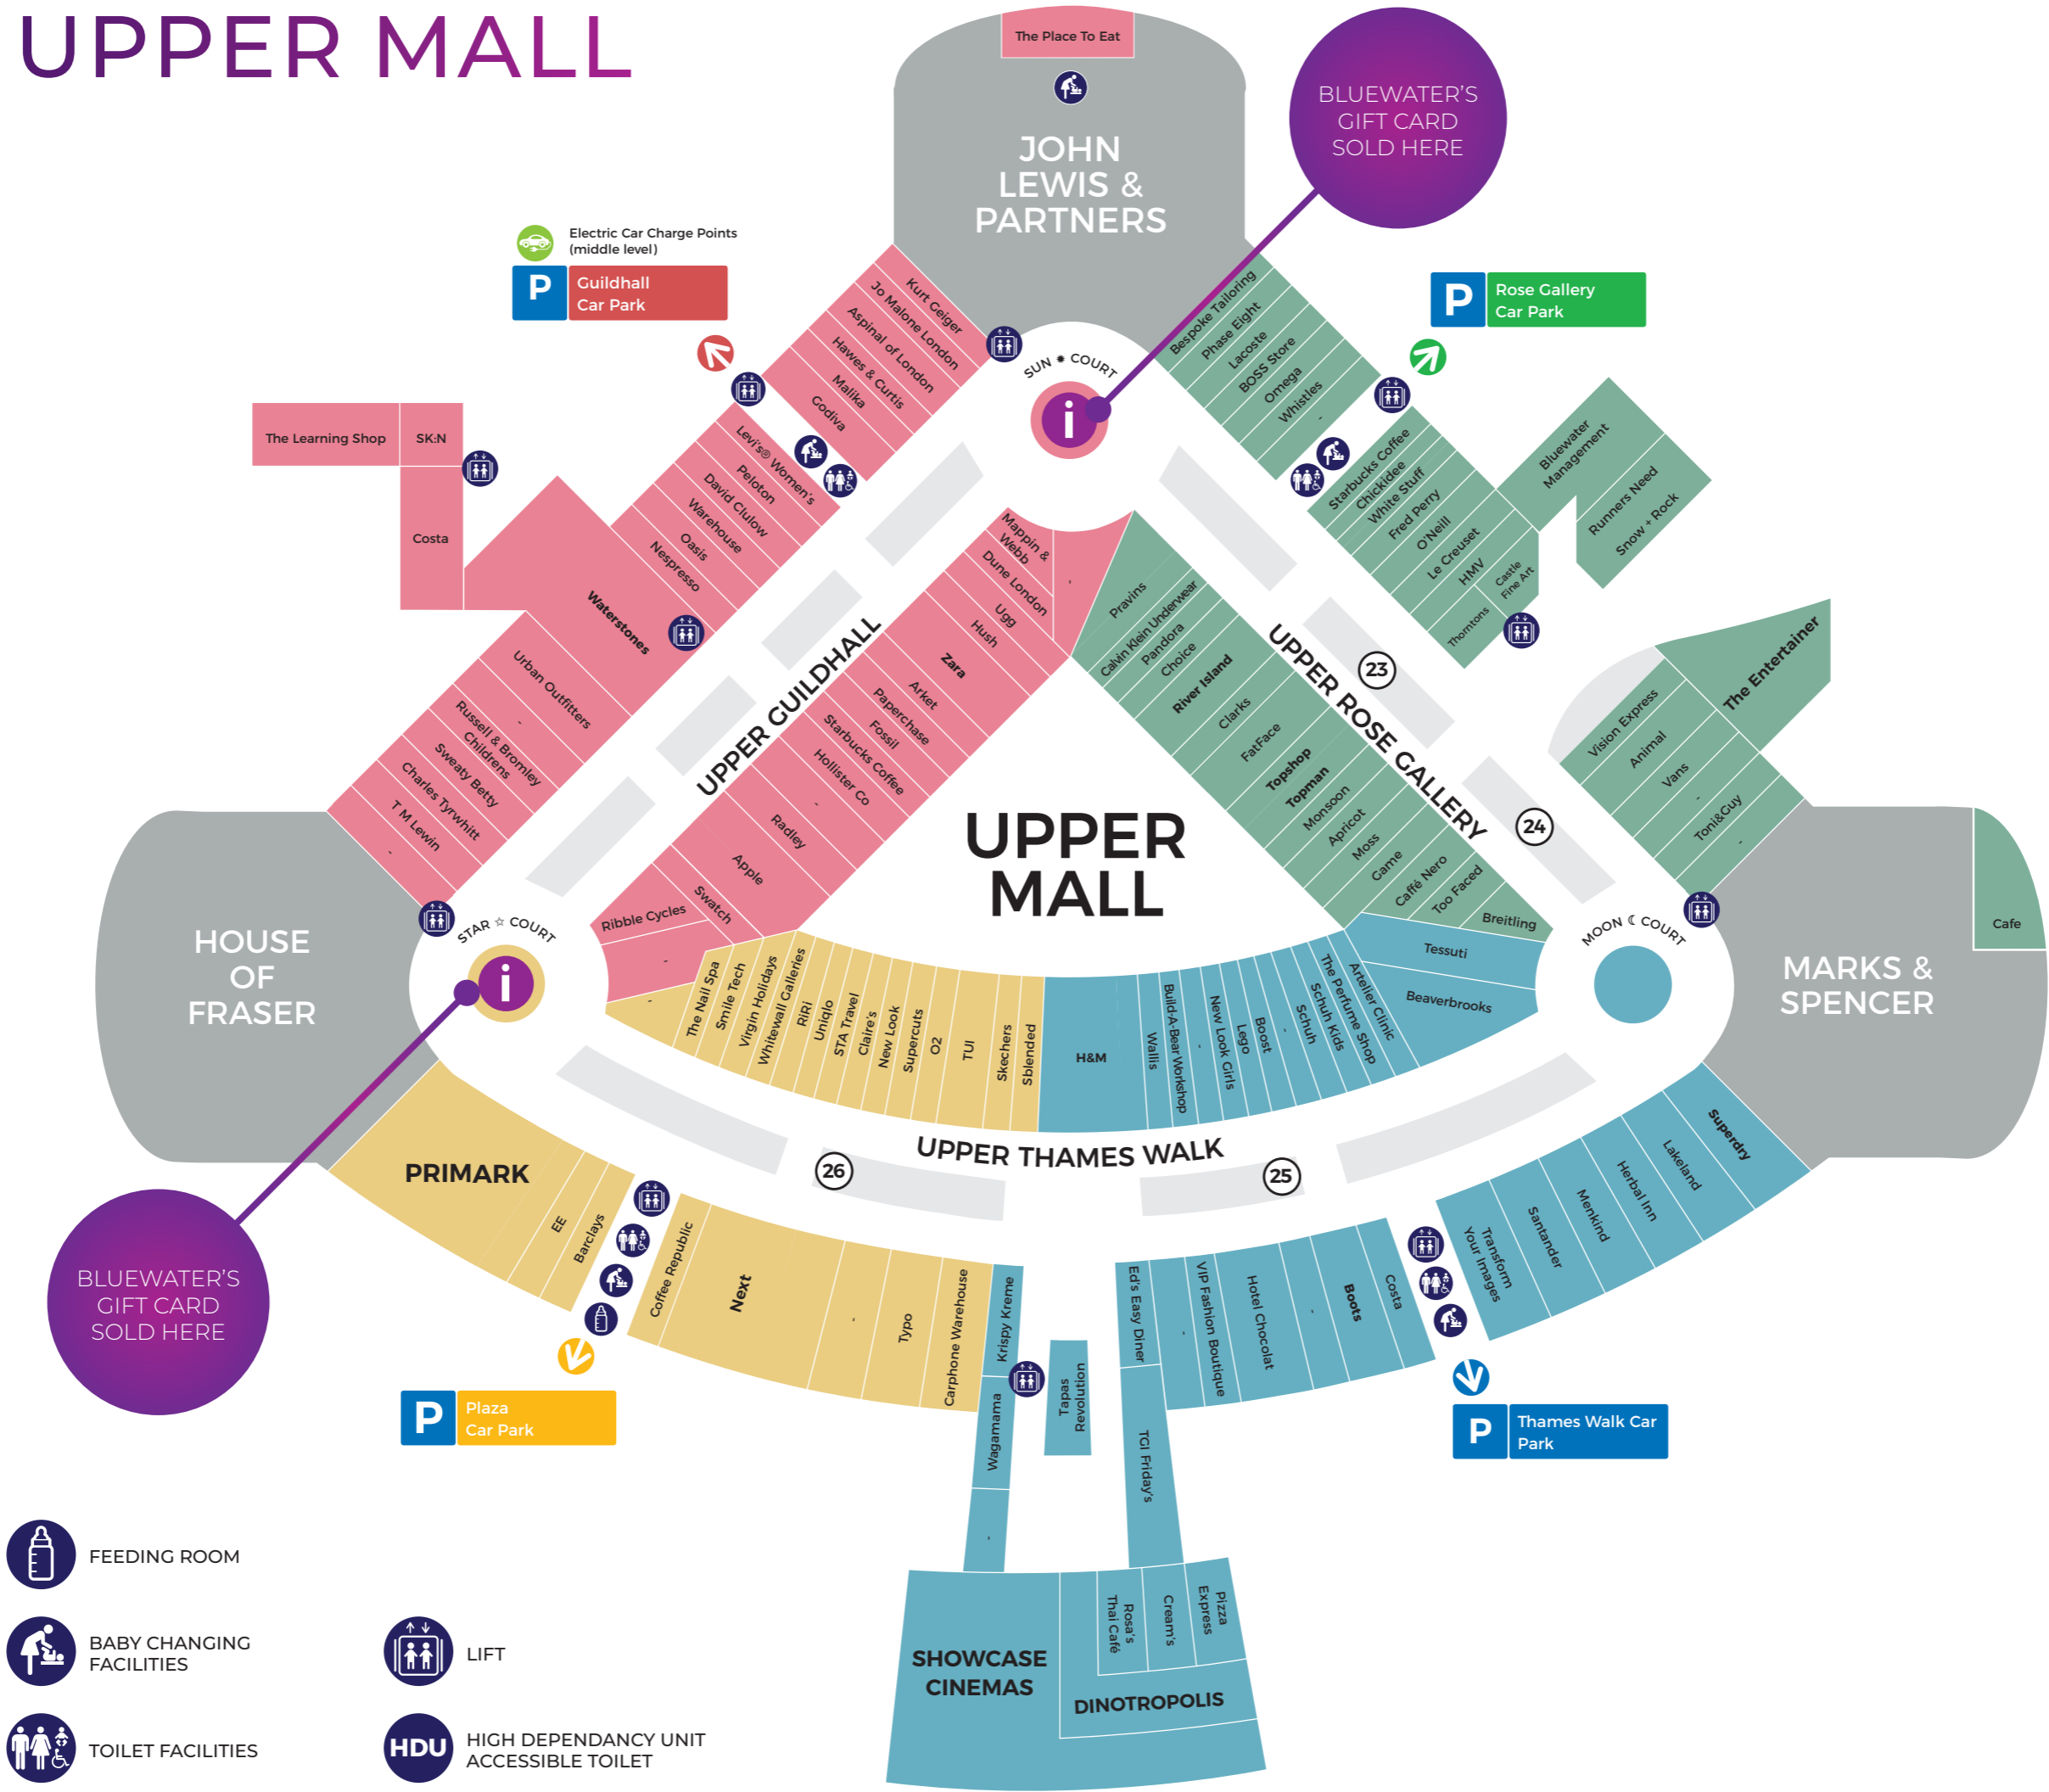 UPPER MALL
The Place To Eat
JOHN
LEWIS &
PARTNERS
BLUEWATER'S
GIFT CARD
SOLD HERE
Electric Car Charge Points
(middle level)
P
Guildhall
Car Park
P
Rose Gallery
Car Park
Kurt Geiger
Jo Malone London
Aspinal of London
Hawes & Curtis
Malika
Godiva
SUN COURT
i
Bespoke Tailoring
Phase Eight
Lacoste
BOSS Store
Omega
Whistles
-
The Learning Shop
SK:N
Costa
Levi's® Women's
Peloton
David Clulow
Warehouse
Oasis
Nespresso
Waterstones
Urban Outfitters
-
Russell & Bromley
Childrens
Sweaty Betty
Charles Tyrwhitt
T M Lewin
-
Starbucks Coffee
Chickidee
White Stuff
Fred Perry
O'Neill
Le Creuset
HMV
Castle
Fine Art
Thorntons
Bluewater
Management
Runners Need
Snow + Rock
Mappin &
Webb
-
Dune London
Ugg
Hush
Zara
Arket
Paperchase
Fossil
Starbucks Coffee
Hollister Co
-
Radley
Apple
Swatch
Ribble Cycles
-
UPPER GUILDHALL
Pravins
Calvin Klein Underwear
Pandora
Choice
River Island
Clarks
FatFace
Topshop
Topman
Monsoon
Apricot
Moss
Game
Caffé Nero
Too Faced
Breitling
UPPER ROSE GALLERY
23
24
The Entertainer
Vision Express
Animal
Vans
-
Toni&Guy
-
UPPER
MALL
HOUSE
OF
FRASER
STAR ☆ COURT
i
MOON ☾ COURT
MARKS &
SPENCER
Cafe
-
The Nail Spa
Smile Tech
Virgin Holidays
Whitewall Galleries
RiRi
Uniqlo
STA Travel
Claire's
New Look
Supercuts
O2
TUI
Skechers
Sblended
H&M
Wallis
Build-A-Bear Workshop
-
New Look Girls
Lego
Boost
-
Schuh
Schuh Kids
The Perfume Shop
Artelier Clinic
Tessuti
Beaverbrooks
UPPER THAMES WALK
26
25
PRIMARK
EE
Barclays
Coffee Republic
Next
-
Typo
Carphone Warehouse
Krispy Kreme
Wagamama
-
Tapas
Revolution
Ed's Easy Diner
TGI Friday's
-
VIP Fashion Boutique
Hotel Chocolat
-
Boots
Costa
Transform
Your Images
Santander
Menkind
Herbal Inn
Lakeland
Superdry
BLUEWATER'S
GIFT CARD
SOLD HERE
P
Plaza
Car Park
P
Thames Walk Car
Park
SHOWCASE
CINEMAS
Rosa's
Thai Café
Cream's
Pizza
Express
DINOTROPOLIS
FEEDING ROOM
BABY CHANGING
FACILITIES
LIFT
TOILET FACILITIES
HDU
HIGH DEPENDANCY UNIT
ACCESSIBLE TOILET